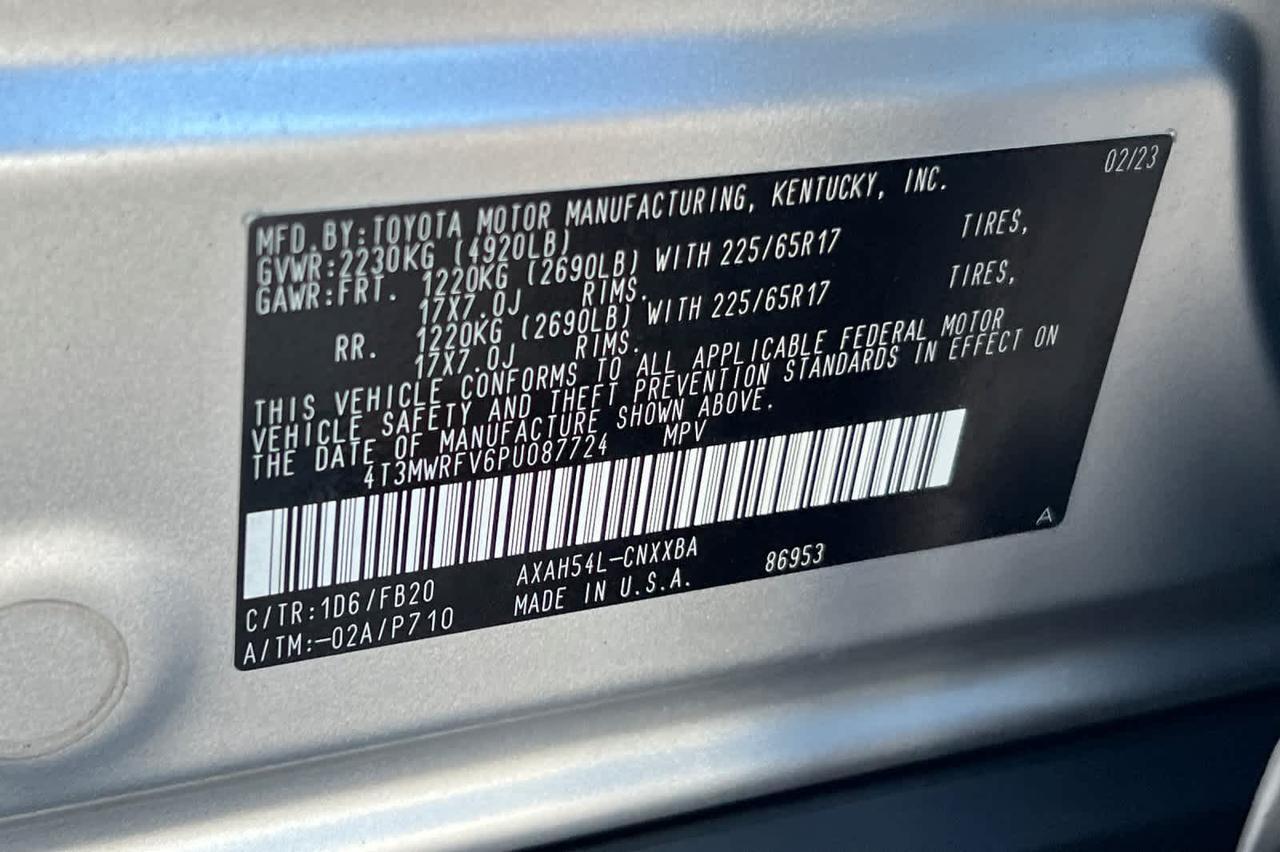 02/23
MFD.BY:TOYOTA MOTOR MANUFACTURING, KENTUCKY, INC.
GVWR:2230KG (4920LB)
GAWR:FRT. 1220KG (2690LB) WITH 225/65R17 TIRES,
17X7.0J RIMS.
RR. 1220KG (2690LB) WITH 225/65R17 TIRES,
17X7.0J RIMS.
THIS VEHICLE CONFORMS TO ALL APPLICABLE FEDERAL MOTOR
VEHICLE SAFETY AND THEFT PREVENTION STANDARDS IN EFFECT ON
THE DATE OF MANUFACTURE SHOWN ABOVE.
4T3MWRFV6PU087724 MPV
C/TR:1D6/FB20 AXAH54L-CNXXBA 86953
A/TM:-02A/P710 MADE IN U.S.A.
A